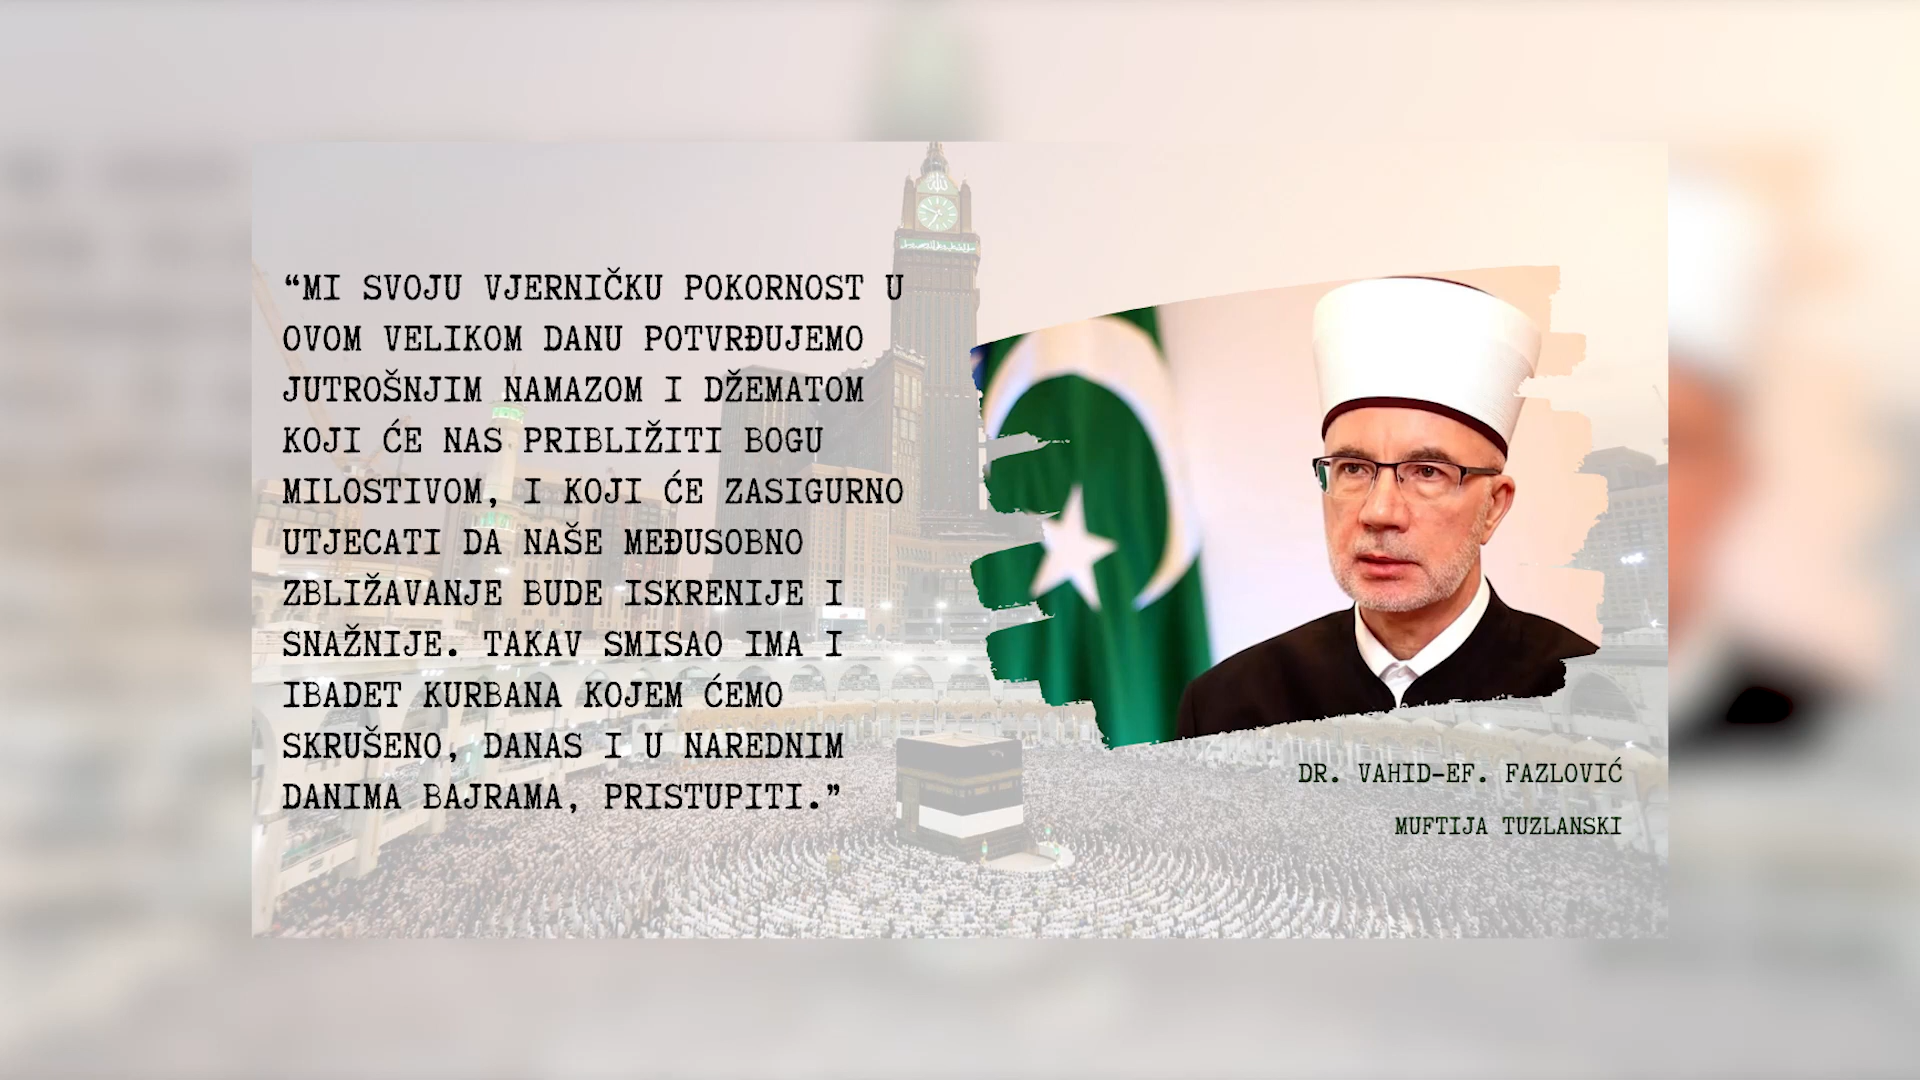 “MI SVOJU VJERNIČKU POKORNOST U
OVOM VELIKOM DANU POTVRĐUJEMO
JUTROŠNJIM NAMAZOM I DŽEMATOM
KOJI ĆE NAS PRIBLIŽITI BOGU
MILOSTIVOM, I KOJI ĆE ZASIGURNO
UTJECATI DA NAŠE MEĐUSOBNO
ZBLIŽAVANJE BUDE ISKRENIJE I
SNAŽNIJE. TAKAV SMISAO IMA I
IBADET KURBANA KOJEM ĆEMO
SKRUŠENO, DANAS I U NAREDNIM
DANIMA BAJRAMA, PRISTUPITI.”
DR. VAHID-EF. FAZLOVIĆ
MUFTIJA TUZLANSKI